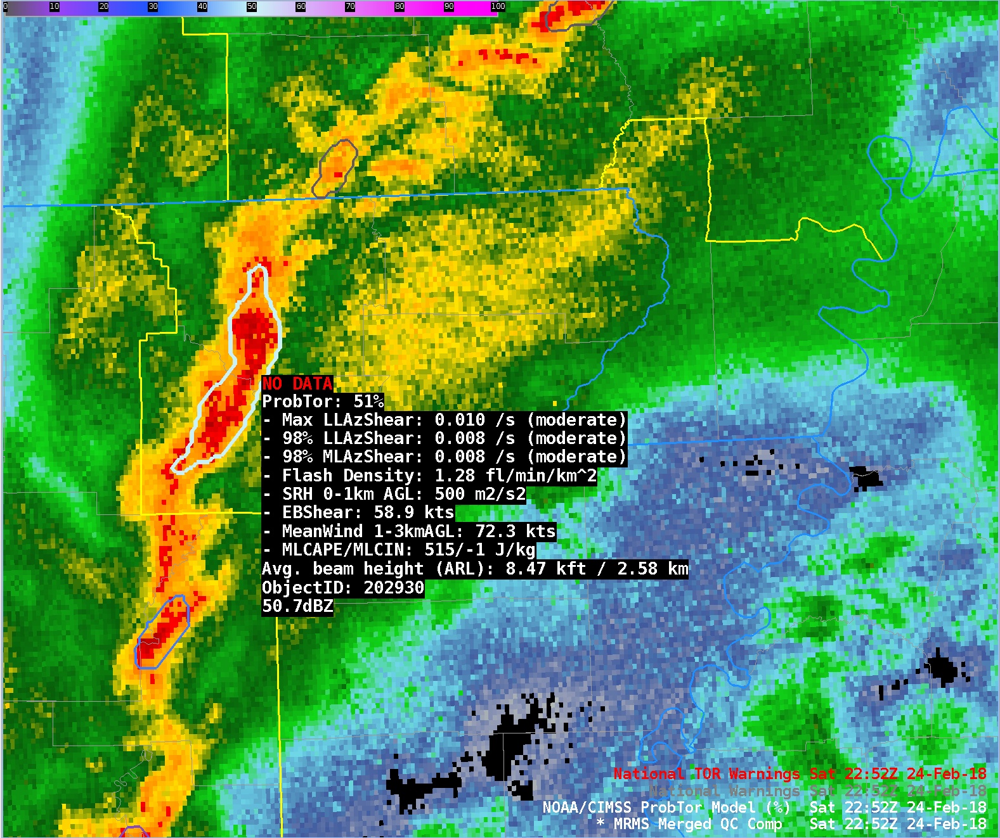 0 10 20 30 40 50 60 70 80 90 100
NO DATA
ProbTor: 51%
- Max LLAzShear: 0.010 /s (moderate)
- 98% LLAzShear: 0.008 /s (moderate)
- 98% MLAzShear: 0.008 /s (moderate)
- Flash Density: 1.28 fl/min/km^2
- SRH 0-1km AGL: 500 m2/s2
- EBShear: 58.9 kts
- MeanWind 1-3kmAGL: 72.3 kts
- MLCAPE/MLCIN: 515/-1 J/kg
Avg. beam height (ARL): 8.47 kft / 2.58 km
ObjectID: 202930
50.7dBZ
National TOR Warnings Sat 22:52Z 24-Feb-18
National Warnings Sat 22:52Z 24-Feb-18
NOAA/CIMSS ProbTor Model (%) Sat 22:52Z 24-Feb-18
* MRMS Merged QC Comp Sat 22:52Z 24-Feb-18